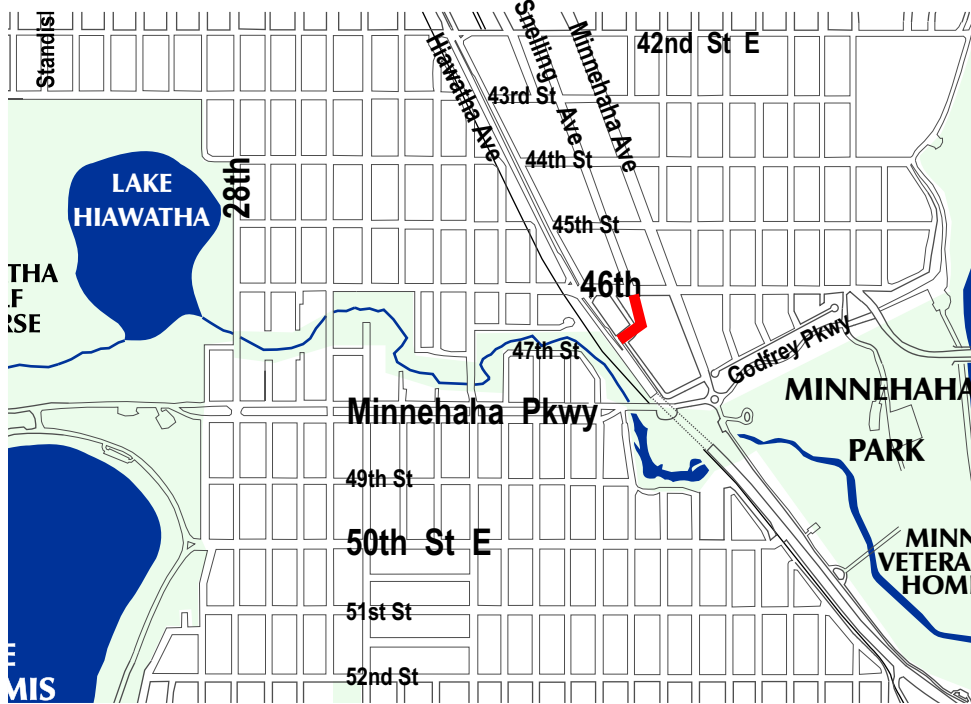 Standisl
Hiawatha Ave
Snelling Ave
Minnehaha Ave
42nd St E
43rd St
44th St
28th
LAKE
HIAWATHA
45th St
THA
LF
RSE
46th
47th St
Godfrey Pkwy
MINNEHAHA
PARK
Minnehaha Pkwy
49th St
50th St E
MINN
VETERA
HOM
51st St
52nd St
E
MIS